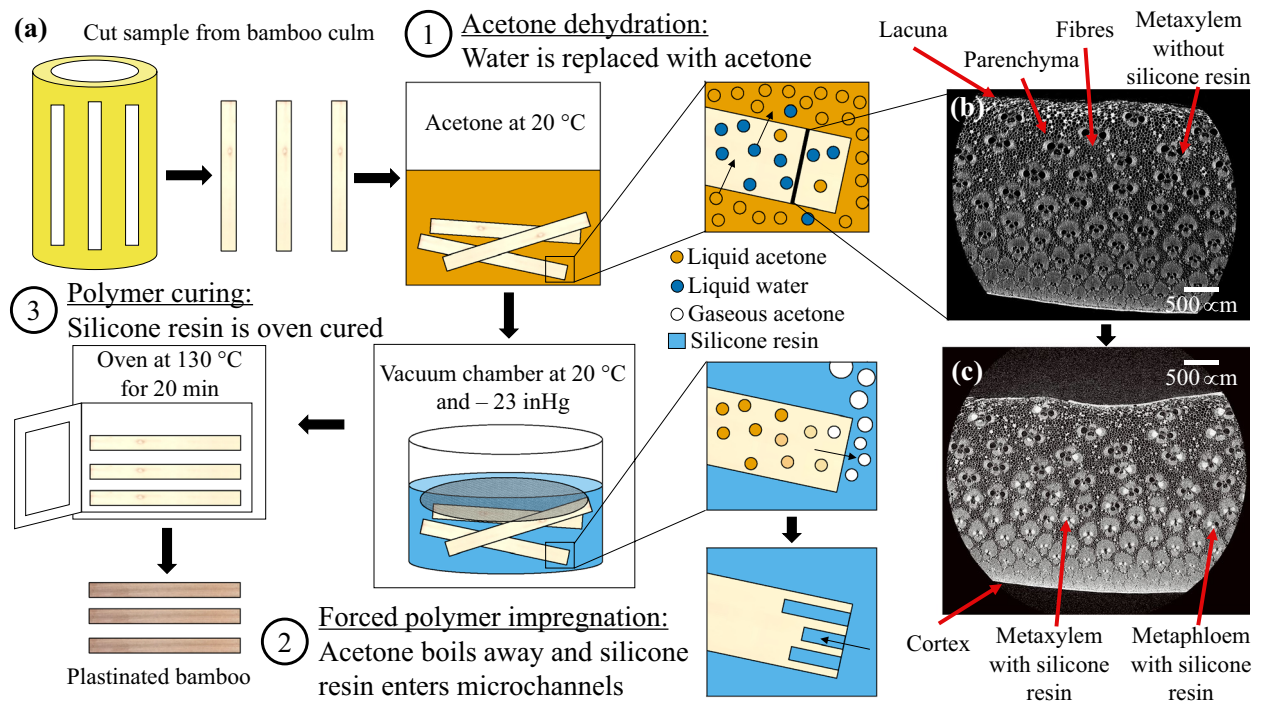 (a)
Cut sample from bamboo culm
1
Acetone dehydration:
Water is replaced with acetone
Acetone at 20 °C
Liquid acetone
Liquid water
Gaseous acetone
Silicone resin
Lacuna
Parenchyma
Fibres
Metaxylem
without
silicone resin
(b)
500 ∝m
3
Polymer curing:
Silicone resin is oven cured
Oven at 130 °C
for 20 min
Plastinated bamboo
Vacuum chamber at 20 °C
and – 23 inHg
2
Forced polymer impregnation:
Acetone boils away and silicone
resin enters microchannels
(c)
500 ∝m
Cortex
Metaxylem
with silicone
resin
Metaphloem
with silicone
resin